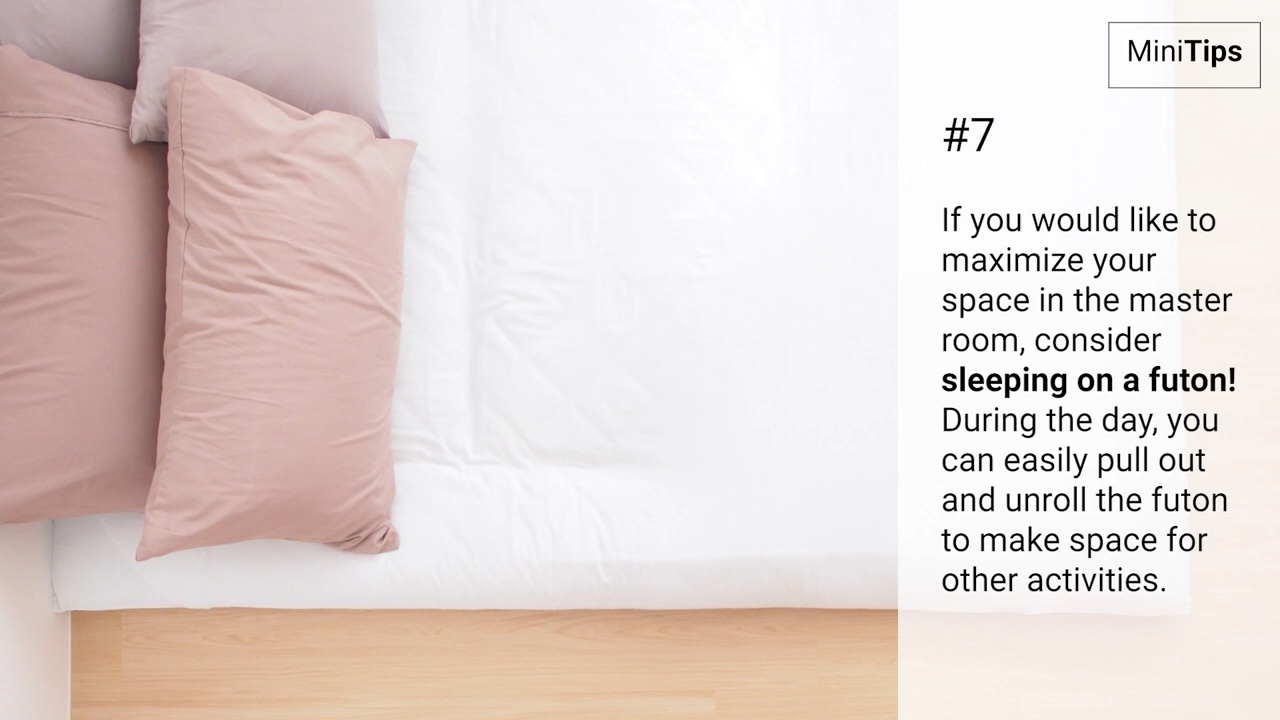 MiniTips
#7
If you would like to
maximize your
space in the master
room, consider
sleeping on a futon!
During the day, you
can easily pull out
and unroll the futon
to make space for
other activities.